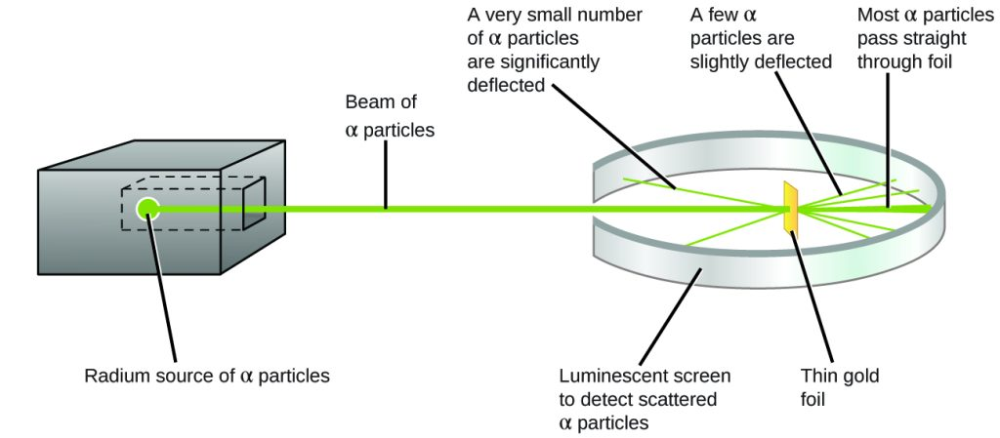 A very small number
of α particles
are significantly
deflected
A few α
particles are
slightly deflected
Most α particles
pass straight
through foil
Beam of
α particles
Radium source of α particles
Luminescent screen
to detect scattered
α particles
Thin gold
foil